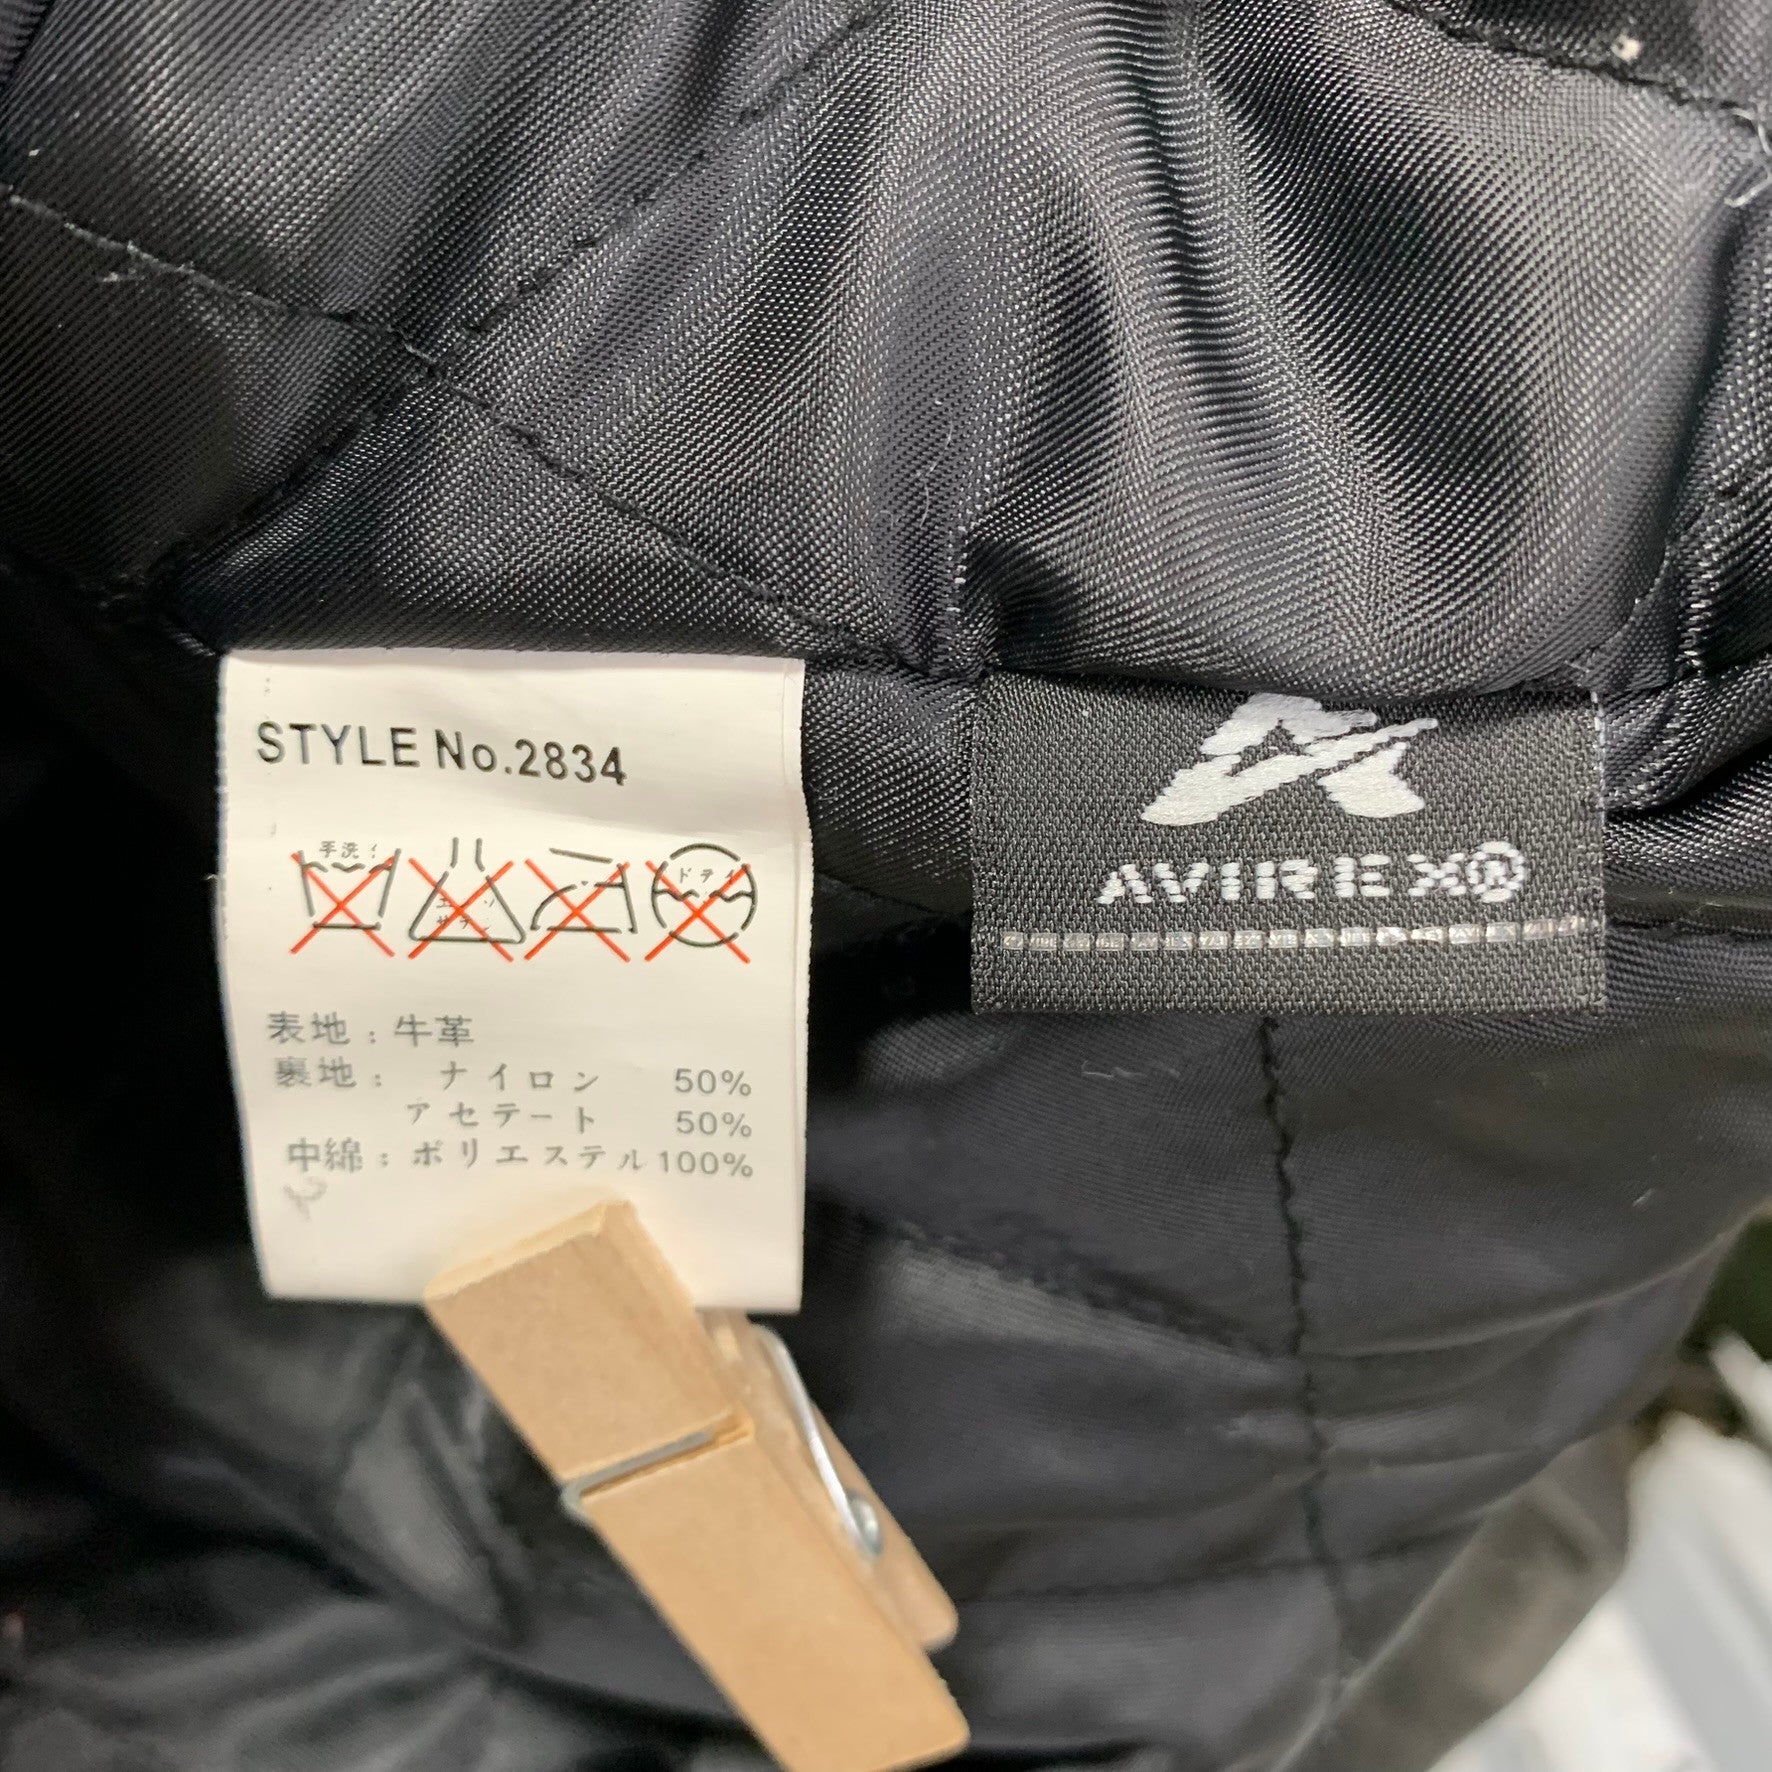 STYLE No.2834
手洗イ
エンソ
サラシ
ドライ
表地:牛革
裏地: ナイロン 50%
アセテート 50%
中綿:ポリエステル100%
AVIREX®